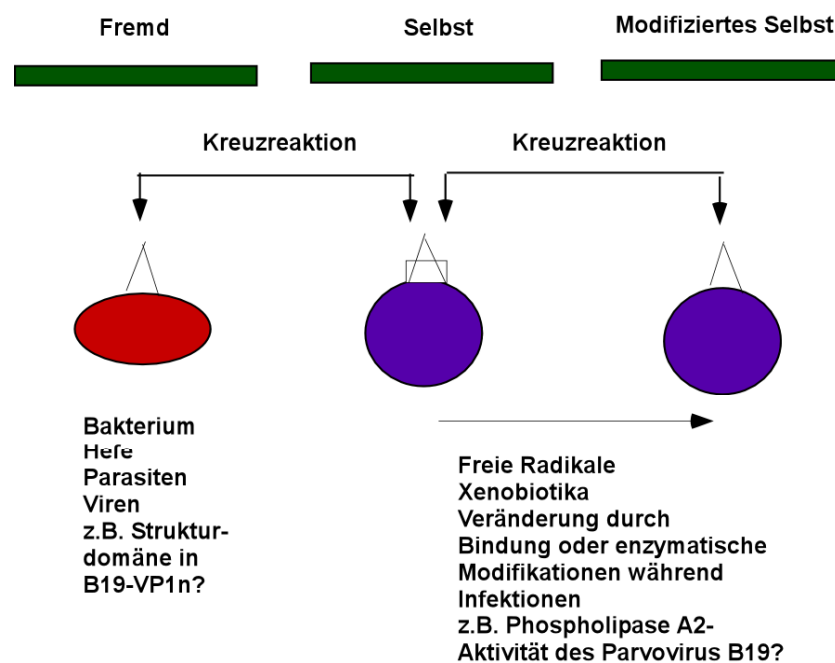 Fremd
Selbst
Modifiziertes Selbst
Kreuzreaktion
Kreuzreaktion
Bakterium
Hefe
Parasiten
Viren
z.B. Struktur-
domäne in
B19-VP1n?
Freie Radikale
Xenobiotika
Veränderung durch
Bindung oder enzymatische
Modifikationen während
Infektionen
z.B. Phospholipase A2-
Aktivität des Parvovirus B19?